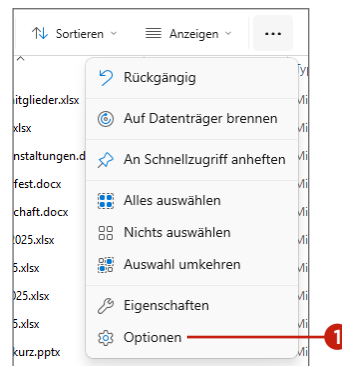 Sortieren Anzeigen ...
Rückgängig
itglieder.xlsx
Auf Datenträger brennen
xlsx
nstaltungen.d
An Schnellzugriff anheften
fest.docx
Alles auswählen
chaft.docx
Nichts auswählen
2025.xlsx
Auswahl umkehren
5.xlsx
025.xlsx
Eigenschaften
5.xlsx
Optionen 1
kurz.pptx